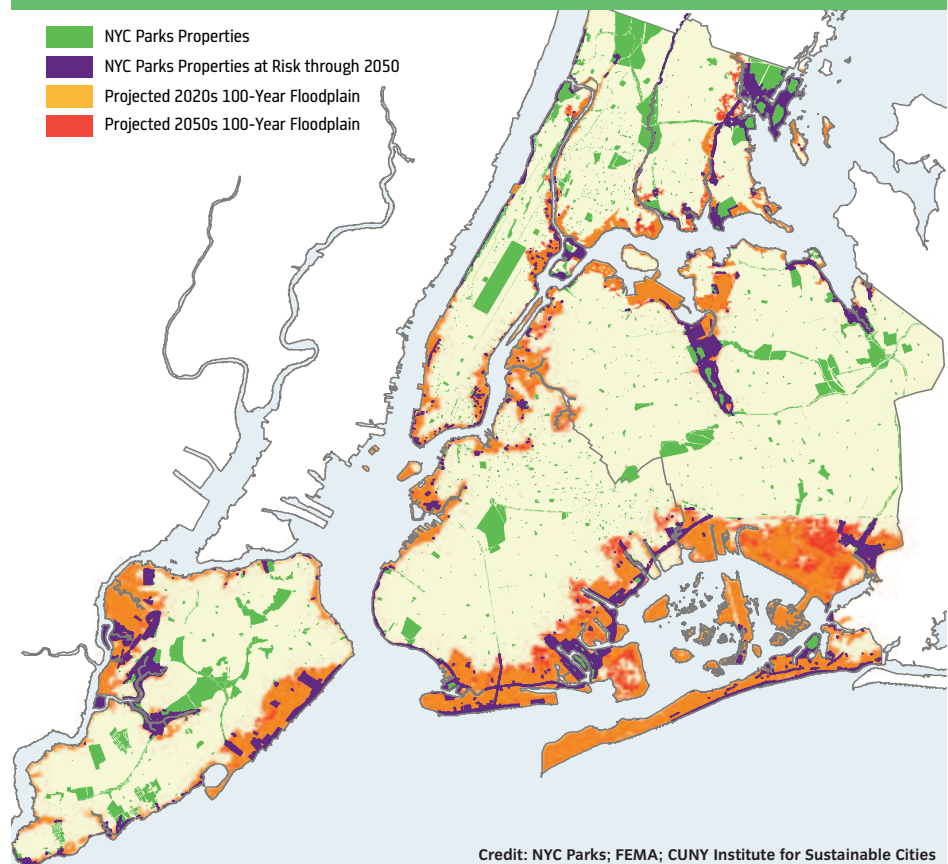 NYC Parks Properties
NYC Parks Properties at Risk through 2050
Projected 2020s 100-Year Floodplain
Projected 2050s 100-Year Floodplain
Credit: NYC Parks; FEMA; CUNY Institute for Sustainable Cities